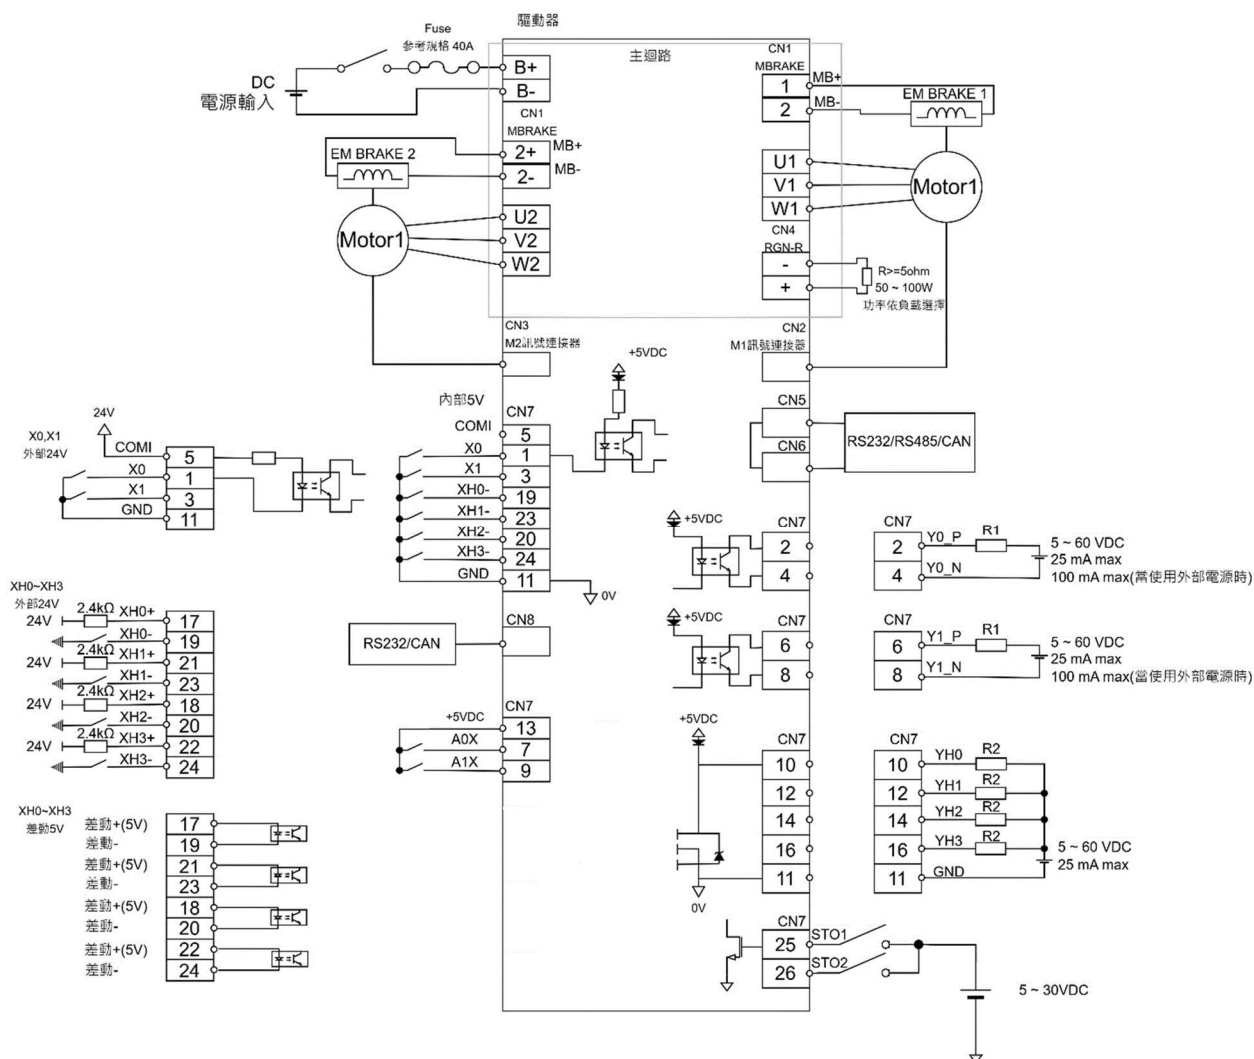 驅動器
Fuse
參考規格 40A
主迴路
DC
電源輸入
B+
B-
CN1
MBRAKE
MB+
2+
MB-
2-
EM BRAKE 2
Motor1
U2
V2
W2
CN1
MBRAKE
MB+
1
MB-
2
EM BRAKE 1
U1
V1
W1
Motor1
CN4
RGN-R
-
+
R>=5ohm
50 ~ 100W
功率依負載選擇
CN3
M2訊號連接器
CN2
M1訊號連接器
+5VDC
內部5V
CN7
COMI
5
X0
1
X1
3
XH0-
19
XH1-
23
XH2-
20
XH3-
24
GND
11
0V
CN5
CN6
RS232/RS485/CAN
24V
X0,X1
外部24V
COMI
5
X0
1
X1
3
GND
11
XH0~XH3
外部24V
24V
2.4kΩ
XH0+
17
XH0-
19
24V
2.4kΩ
XH1+
21
XH1-
23
24V
2.4kΩ
XH2+
18
XH2-
20
24V
2.4kΩ
XH3+
22
XH3-
24
RS232/CAN
CN8
CN7
+5VDC
13
A0X
7
A1X
9
XH0~XH3
差動5V
差動+(5V)
17
差動-
19
差動+(5V)
21
差動-
23
差動+(5V)
18
差動-
20
差動+(5V)
22
差動-
24
+5VDC
CN7
2
4
CN7
2
Y0_P
R1
4
Y0_N
5 ~ 60 VDC
25 mA max
100 mA max(當使用外部電源時)
+5VDC
CN7
6
8
CN7
6
Y1_P
R1
8
Y1_N
5 ~ 60 VDC
25 mA max
100 mA max(當使用外部電源時)
+5VDC
CN7
10
12
14
16
11
0V
CN7
10
YH0
R2
12
YH1
R2
14
YH2
R2
16
YH3
R2
11
GND
5 ~ 60 VDC
25 mA max
CN7
25
STO1
26
STO2
5 ~ 30VDC